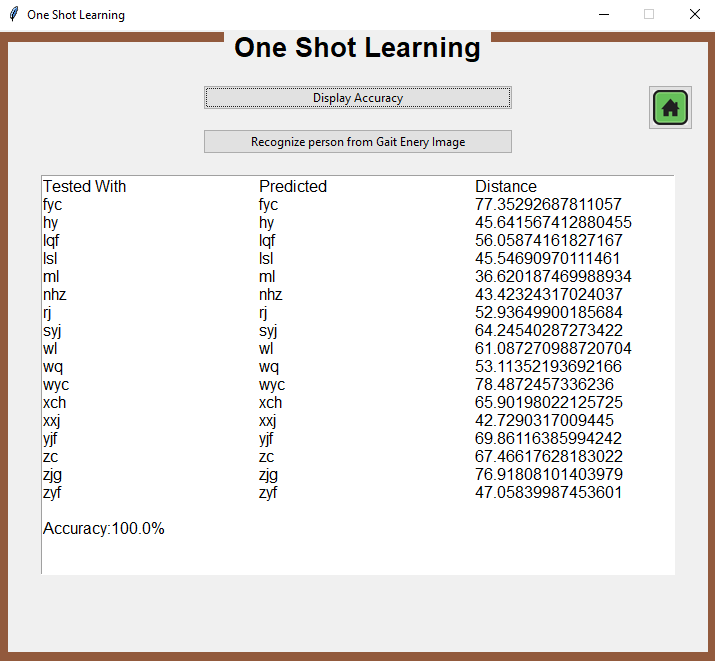 One Shot Learning
One Shot Learning
Display Accuracy
Recognize person from Gait Enery Image
Tested With Predicted Distance
fyc fyc 77.35292687811057
hy hy 45.641567412880455
lqf lqf 56.05874161827167
lsl lsl 45.54690970111461
ml ml 36.620187469988934
nhz nhz 43.42324317024037
rj rj 52.93649900185684
syj syj 64.24540287273422
wl wl 61.087270988720704
wq wq 53.11352193692166
wyc wyc 78.4872457336236
xch xch 65.90198022125725
xxj xxj 42.7290317009445
yjf yjf 69.86116385994242
zc zc 67.46617628183022
zjg zjg 76.91808101403979
zyf zyf 47.05839987453601
Accuracy:100.0%